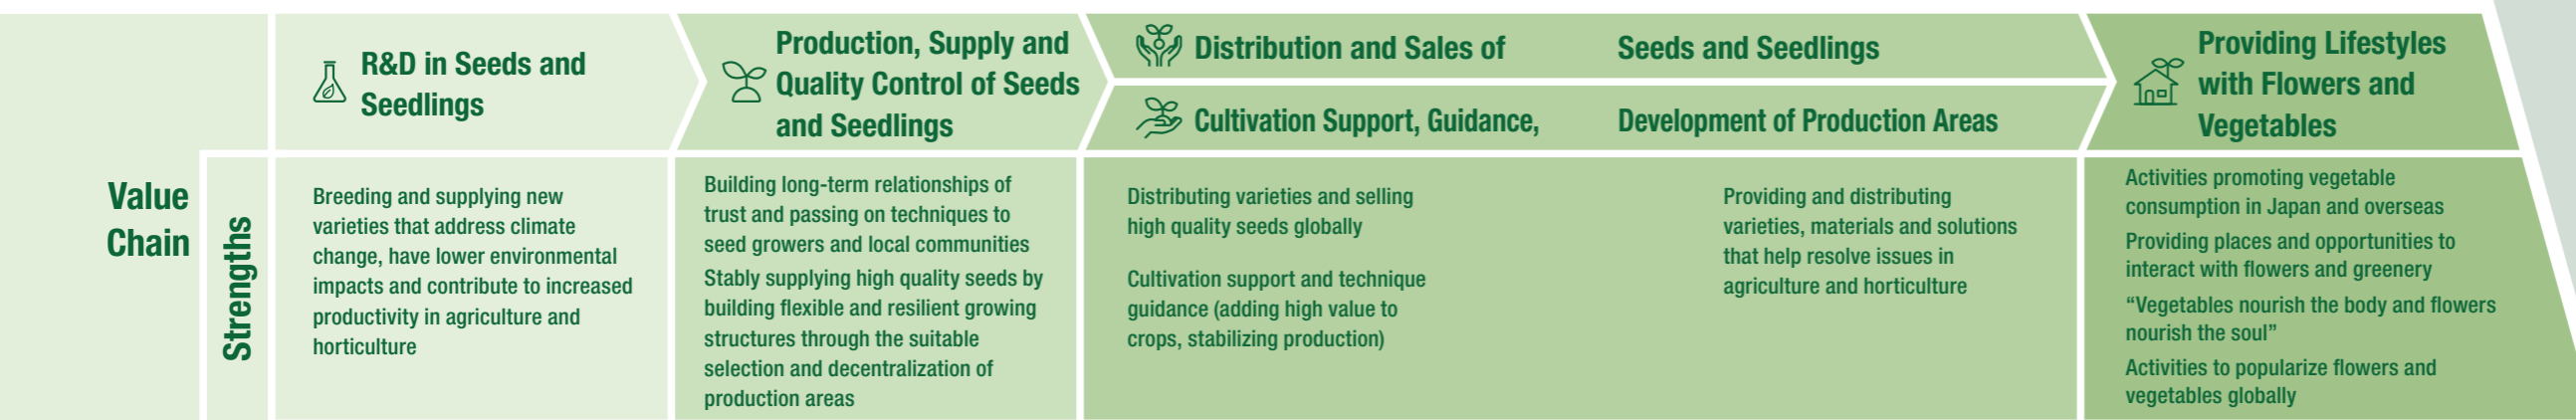 R&D in Seeds and
Seedlings
Production, Supply and
Quality Control of Seeds
and Seedlings
Distribution and Sales of Seeds and Seedlings
Cultivation Support, Guidance, Development of Production Areas
Providing Lifestyles
with Flowers and
Vegetables
Value
Chain
Strengths
Breeding and supplying new
varieties that address climate
change, have lower environmental
impacts and contribute to increased
productivity in agriculture and
horticulture
Building long-term relationships of
trust and passing on techniques to
seed growers and local communities
Stably supplying high quality seeds by
building flexible and resilient growing
structures through the suitable
selection and decentralization of
production areas
Distributing varieties and selling
high quality seeds globally
Cultivation support and technique
guidance (adding high value to
crops, stabilizing production)
Providing and distributing
varieties, materials and solutions
that help resolve issues in
agriculture and horticulture
Activities promoting vegetable
consumption in Japan and overseas
Providing places and opportunities to
interact with flowers and greenery
“Vegetables nourish the body and flowers
nourish the soul”
Activities to popularize flowers and
vegetables globally